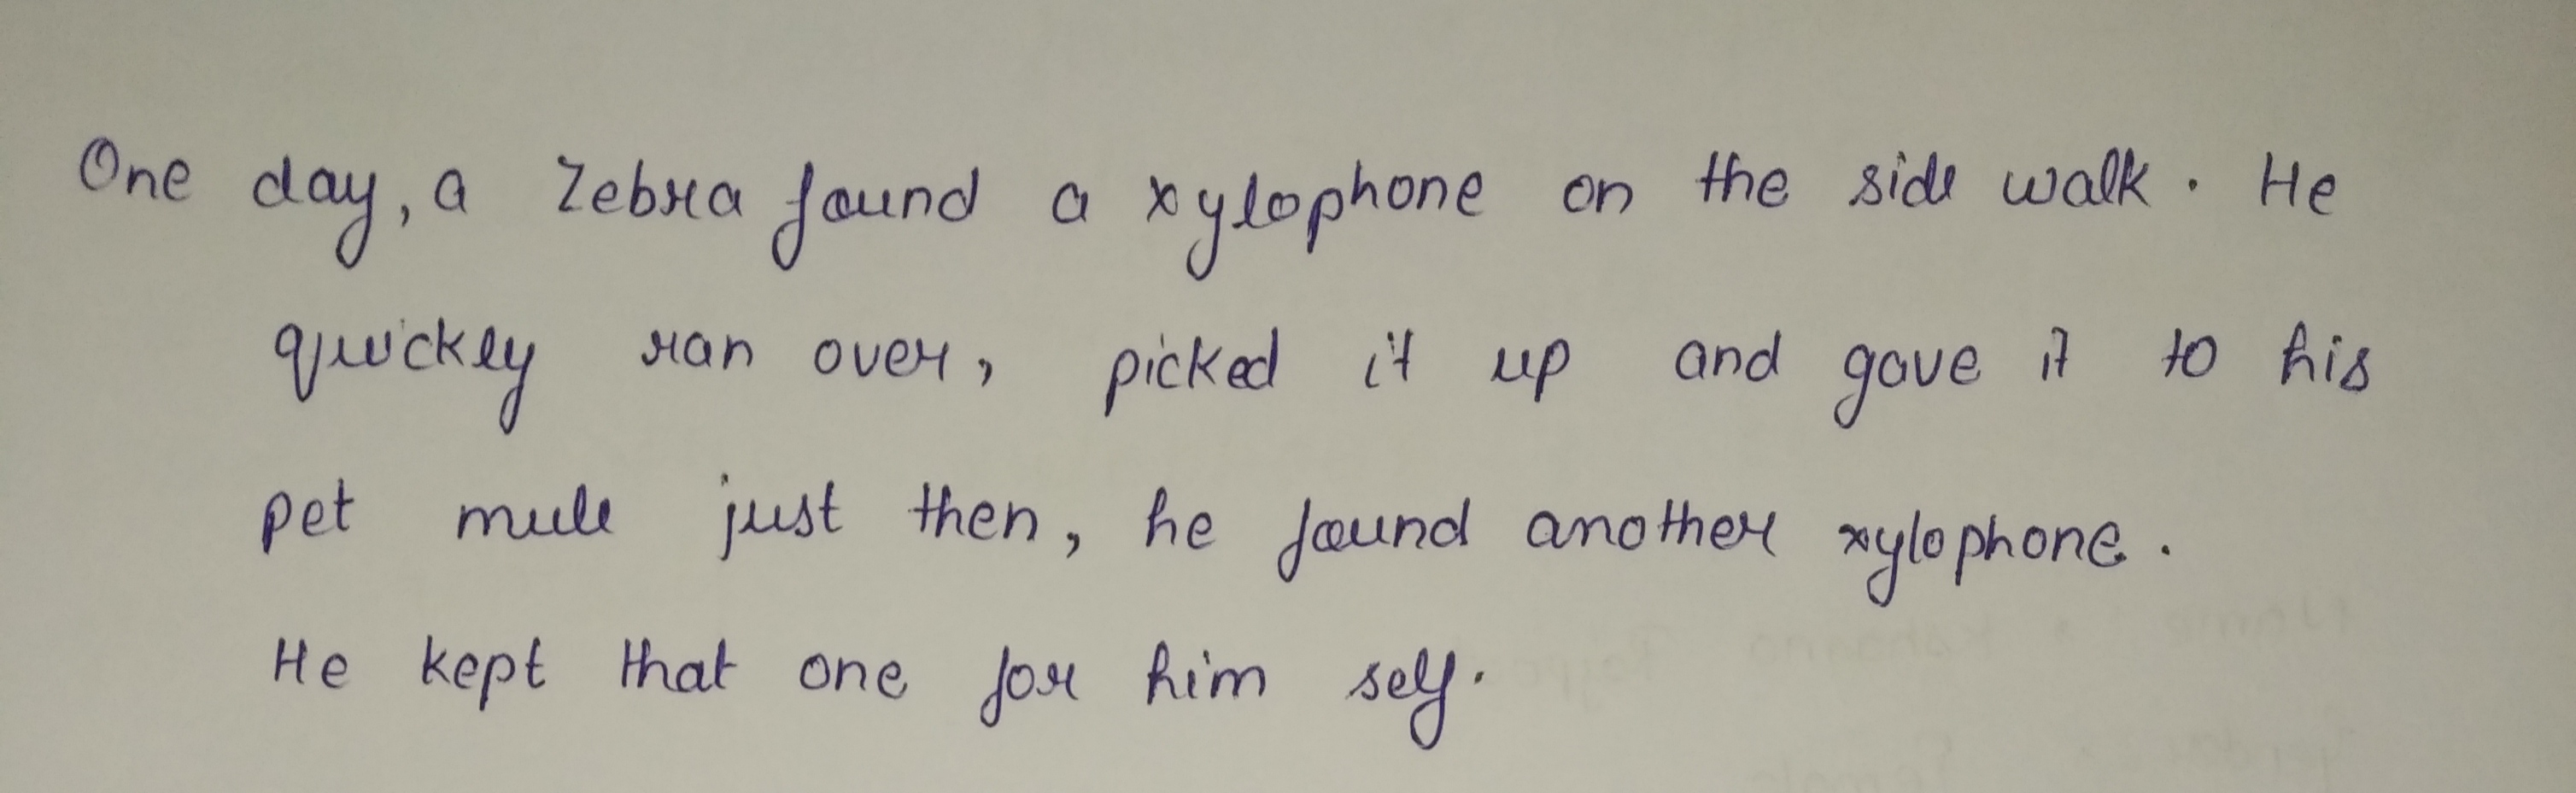 One day, a Zebra found a xylophone on the side walk. He
quickly ran over, picked it up and gave it to his
pet mule just then, he found another xylophone.
He kept that one for him self.